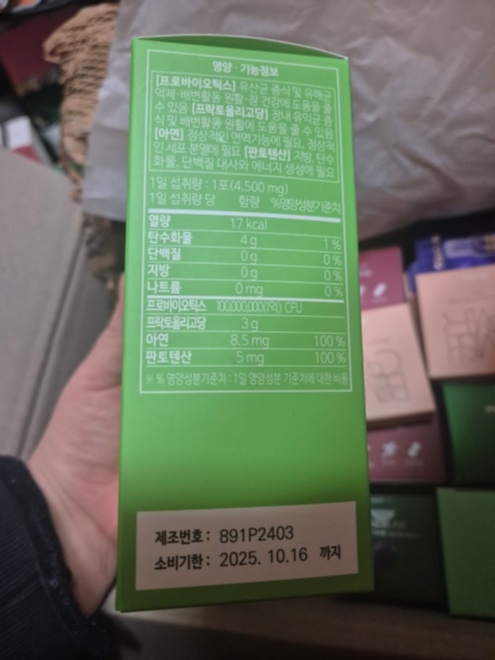 영양·기능정보
[프로바이오틱스] 유산균 증식 및 유해균
억제·배변활동 원활·장 건강에 도움을 줄
수 있음 [프락토올리고당] 장내 유익균 증
식 및 배변활동 원활에 도움을 줄 수 있음
[아연] 정상적인 면역기능에 필요, 정상적
인 세포 분열에 필요 [판토텐산] 지방, 탄수
화물, 단백질 대사와 에너지 생성에 필요
1일 섭취량 : 1포(4,500 mg)
1일 섭취량 당 함량 %영양성분기준치
열량 17 kcal
탄수화물 4 g 1 %
단백질 0 g 0 %
지방 0 g 0 %
나트륨 0 mg 0 %
프로바이오틱스 100,000,000(1억) CFU
프락토올리고당 3 g
아연 8.5 mg 100 %
판토텐산 5 mg 100 %
※ % 영양성분기준치 : 1일 영양성분 기준치에 대한 비율
제조번호 : 891P2403
소비기한 : 2025. 10. 16 까지